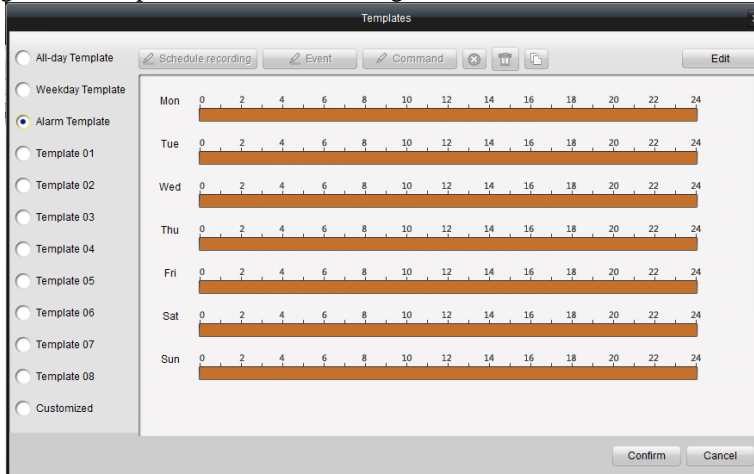 Templates
All-day Template
Schedule recording Event Command Edit
Weekday Template
Alarm Template
Template 01
Template 02
Template 03
Template 04
Template 05
Template 06
Template 07
Template 08
Customized
Mon 0 2 4 6 8 10 12 14 16 18 20 22 24
Tue 0 2 4 6 8 10 12 14 16 18 20 22 24
Wed 0 2 4 6 8 10 12 14 16 18 20 22 24
Thu 0 2 4 6 8 10 12 14 16 18 20 22 24
Fri 0 2 4 6 8 10 12 14 16 18 20 22 24
Sat 0 2 4 6 8 10 12 14 16 18 20 22 24
Sun 0 2 4 6 8 10 12 14 16 18 20 22 24
Confirm Cancel